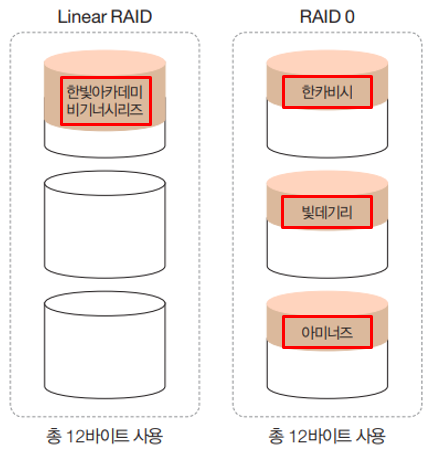 Linear RAID
RAID 0
한빛아카데미
비기너시리즈
한카비시
빛데기리
아미너즈
총 12바이트 사용
총 12바이트 사용